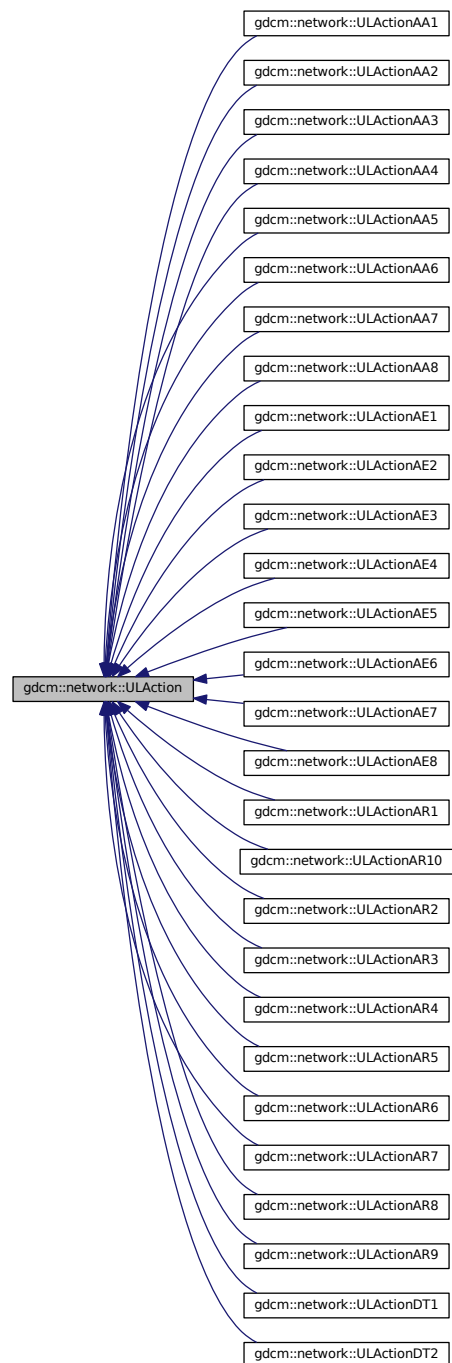 gdcm::network::ULActionAA1
gdcm::network::ULActionAA2
gdcm::network::ULActionAA3
gdcm::network::ULActionAA4
gdcm::network::ULActionAA5
gdcm::network::ULActionAA6
gdcm::network::ULActionAA7
gdcm::network::ULActionAA8
gdcm::network::ULActionAE1
gdcm::network::ULActionAE2
gdcm::network::ULActionAE3
gdcm::network::ULActionAE4
gdcm::network::ULActionAE5
gdcm::network::ULActionAE6
gdcm::network::ULAction
gdcm::network::ULActionAE7
gdcm::network::ULActionAE8
gdcm::network::ULActionAR1
gdcm::network::ULActionAR10
gdcm::network::ULActionAR2
gdcm::network::ULActionAR3
gdcm::network::ULActionAR4
gdcm::network::ULActionAR5
gdcm::network::ULActionAR6
gdcm::network::ULActionAR7
gdcm::network::ULActionAR8
gdcm::network::ULActionAR9
gdcm::network::ULActionDT1
gdcm::network::ULActionDT2